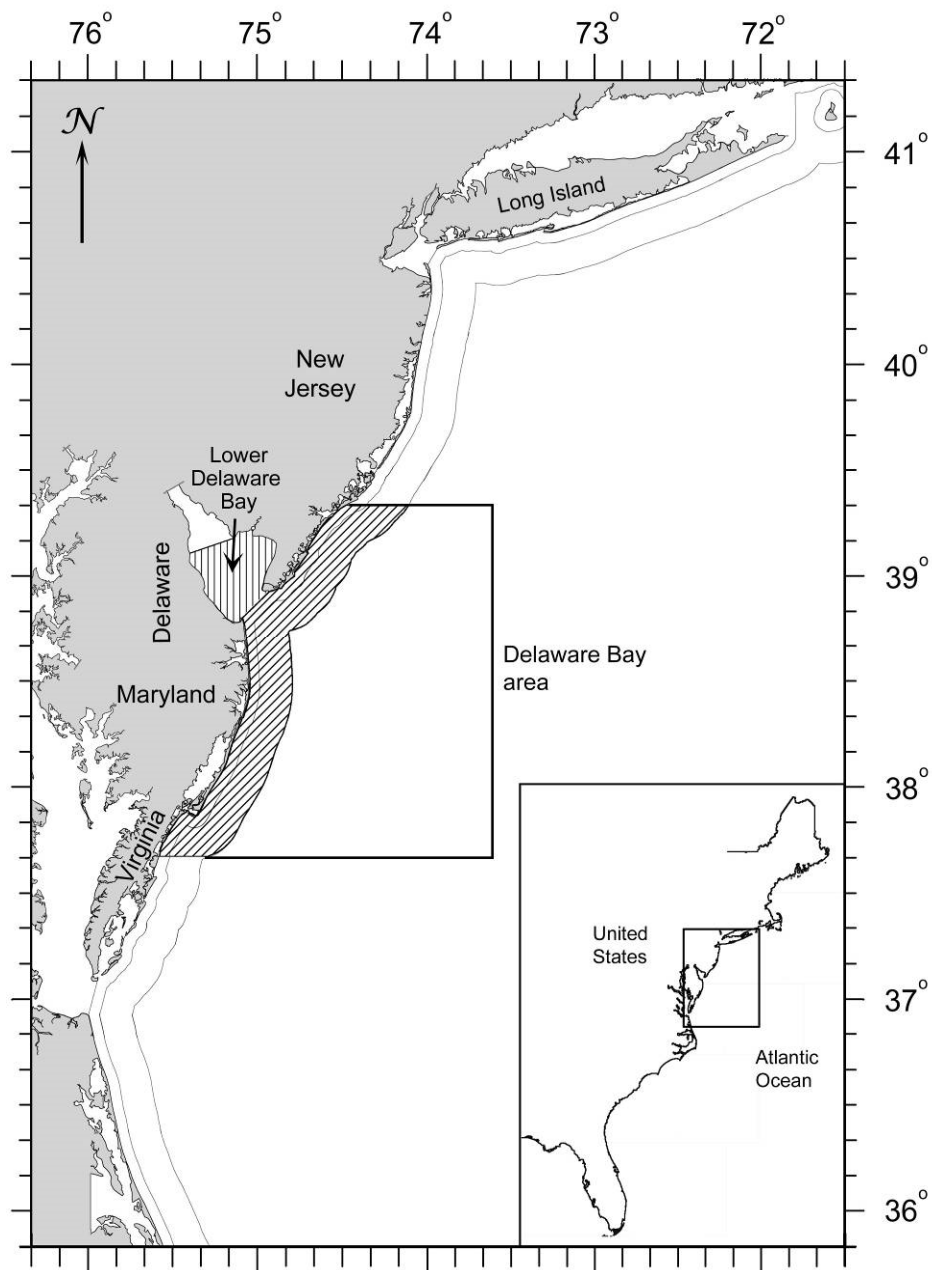 76° 75° 74° 73° 72°
N
41°
Long Island
New
Jersey
40°
Lower
Delaware
Bay
39°
Delaware
Delaware Bay
area
Maryland
38°
Virginia
United
States
37°
Atlantic
Ocean
36°